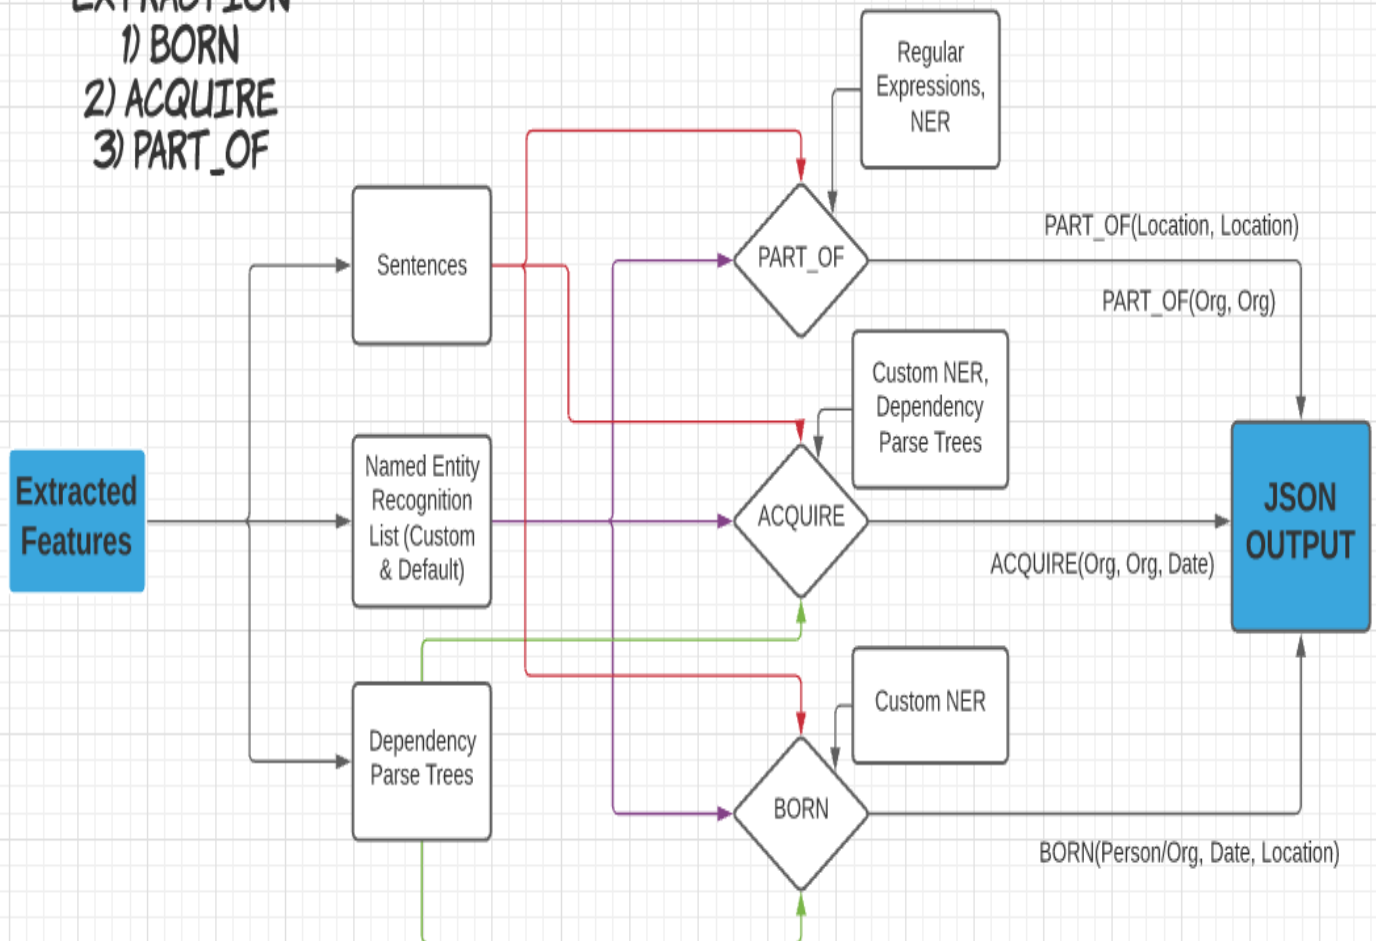 EXTRACTION
1) BORN
2) ACQUIRE
3) PART_OF
Regular
Expressions,
NER
Sentences
PART_OF
PART_OF(Location, Location)
PART_OF(Org, Org)
Custom NER,
Dependency
Parse Trees
Extracted
Features
Named Entity
Recognition
List (Custom
& Default)
ACQUIRE
ACQUIRE(Org, Org, Date)
JSON
OUTPUT
Dependency
Parse Trees
Custom NER
BORN
BORN(Person/Org, Date, Location)